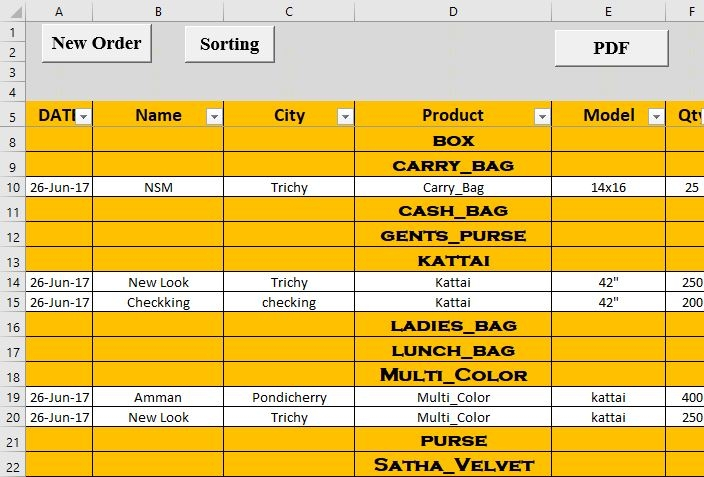 A B C D E F
1 New Order Sorting PDF
2
3
4
5 DATE Name City Product Model Qty
8 BOX
9 CARRY_BAG
10 26-Jun-17 NSM Trichy Carry_Bag 14x16 25
11 CASH_BAG
12 GENTS_PURSE
13 KATTAI
14 26-Jun-17 New Look Trichy Kattai 42" 250
15 26-Jun-17 Checkking checking Kattai 42" 200
16 LADIES_BAG
17 LUNCH_BAG
18 Multi_Color
19 26-Jun-17 Amman Pondicherry Multi_Color kattai 400
20 26-Jun-17 New Look Trichy Multi_Color kattai 250
21 PURSE
22 Satha_Velvet